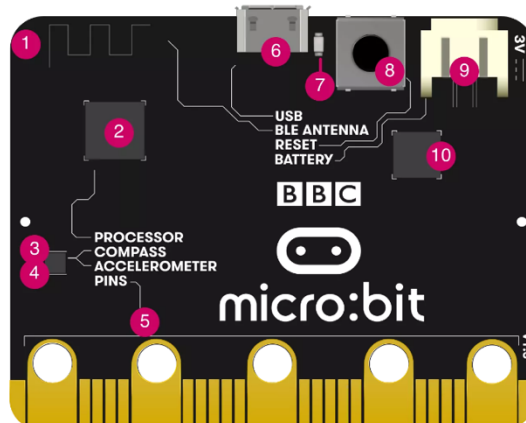 1
6
7
8
9
3V
2
USB
BLE ANTENNA
RESET
BATTERY
10
BBC
PROCESSOR
3 COMPASS
4 ACCELEROMETER
PINS
5
micro:bit